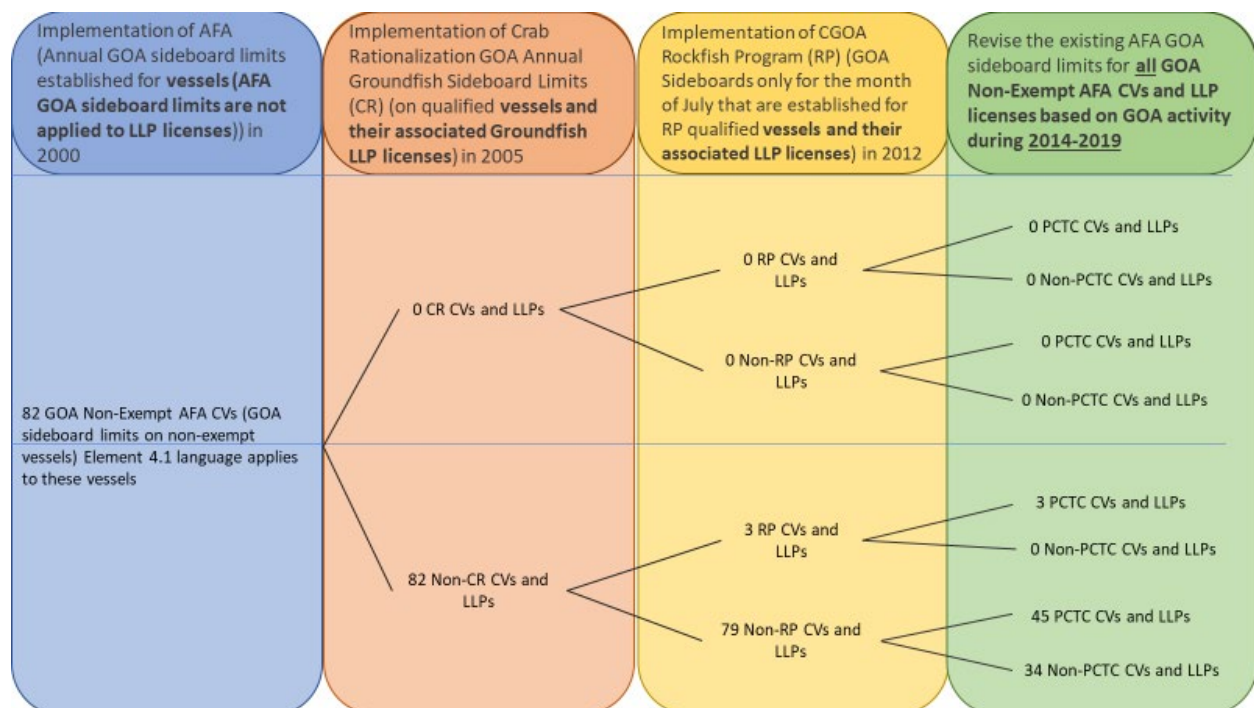 Implementation of AFA
(Annual GOA sideboard limits
established for vessels (AFA
GOA sideboard limits are not
applied to LLP licenses)) in
2000
Implementation of Crab
Rationalization GOA Annual
Groundfish Sideboard Limits
(CR) (on qualified vessels and
their associated Groundfish
LLP licenses) in 2005
Implementation of CGOA
Rockfish Program (RP) (GOA
Sideboards only for the month
of July that are established for
RP qualified vessels and their
associated LLP licenses) in 2012
Revise the existing AFA GOA
sideboard limits for all GOA
Non-Exempt AFA CVs and LLP
licenses based on GOA activity
during 2014-2019
82 GOA Non-Exempt AFA CVs (GOA
sideboard limits on non-exempt
vessels) Element 4.1 language applies
to these vessels
0 CR CVs and LLPs
82 Non-CR CVs and
LLPs
0 RP CVs and
LLPs
0 Non-RP CVs and
LLPs
3 RP CVs and
LLPs
79 Non-RP CVs and
LLPs
0 PCTC CVs and LLPs
0 Non-PCTC CVs and LLPs
0 PCTC CVs and LLPs
0 Non-PCTC CVs and LLPs
3 PCTC CVs and LLPs
0 Non-PCTC CVs and LLPs
45 PCTC CVs and LLPs
34 Non-PCTC CVs and LLPs